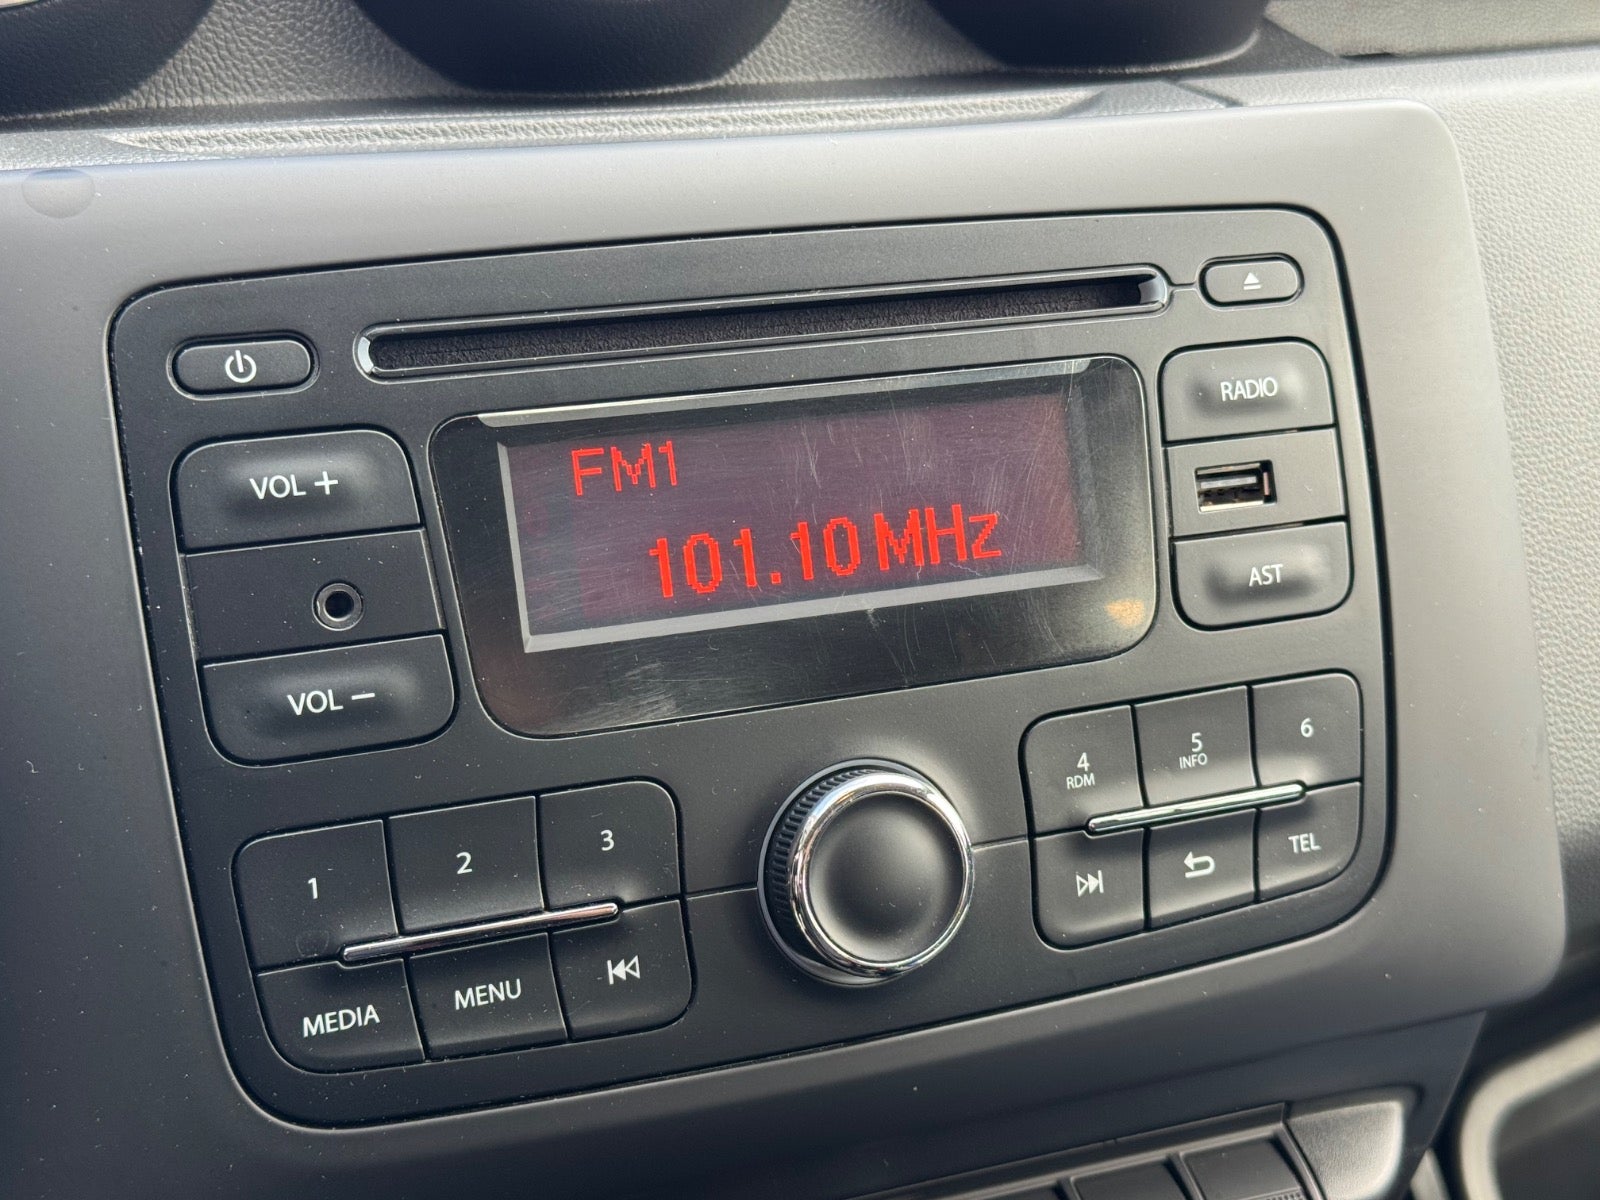 RADIO
VOL +
FM1
101.10 MHz
AST
VOL −
1
2
3
4
RDM
5
INFO
6
MEDIA
MENU
TEL